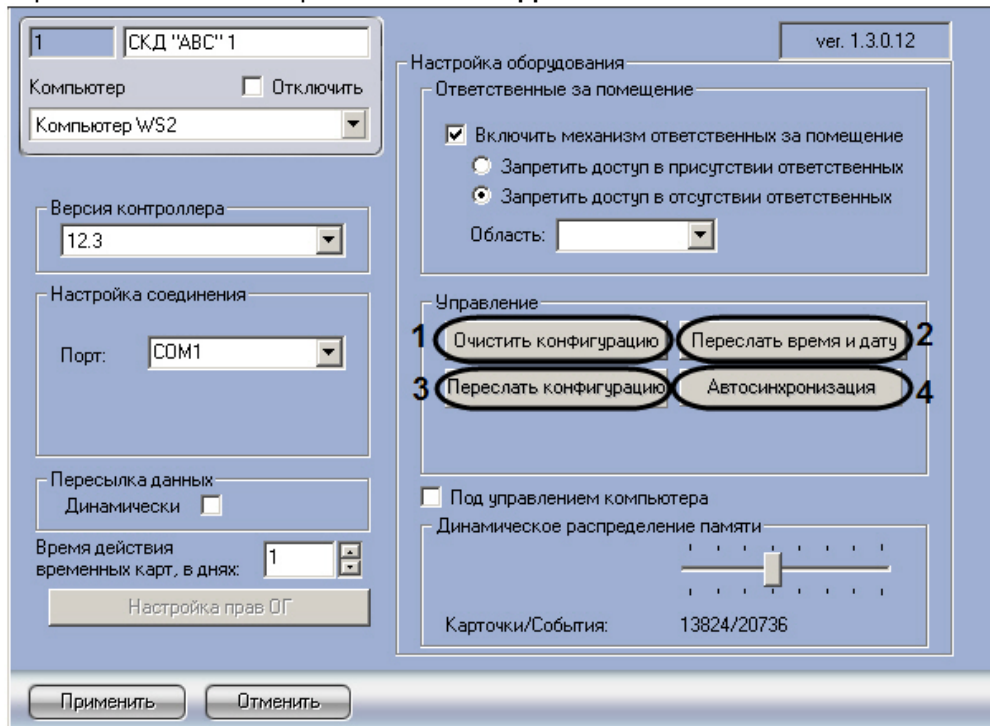 1
СКД "ABC" 1
Компьютер
Отключить
Компьютер WS2
Версия контроллера
12.3
Настройка соединения
Порт:
COM1
Пересылка данных
Динамически
Время действия
временных карт, в днях:
1
Настройка прав ОГ
ver. 1.3.0.12
Настройка оборудования
Ответственные за помещение
Включить механизм ответственных за помещение
Запретить доступ в присутствии ответственных
Запретить доступ в отсутствии ответственных
Область:
Управление
1 Очистить конфигурацию Переслать время и дату 2
3 Переслать конфигурацию Автосинхронизация 4
Под управлением компьютера
Динамическое распределение памяти
Карточки/События: 13824/20736
Применить
Отменить